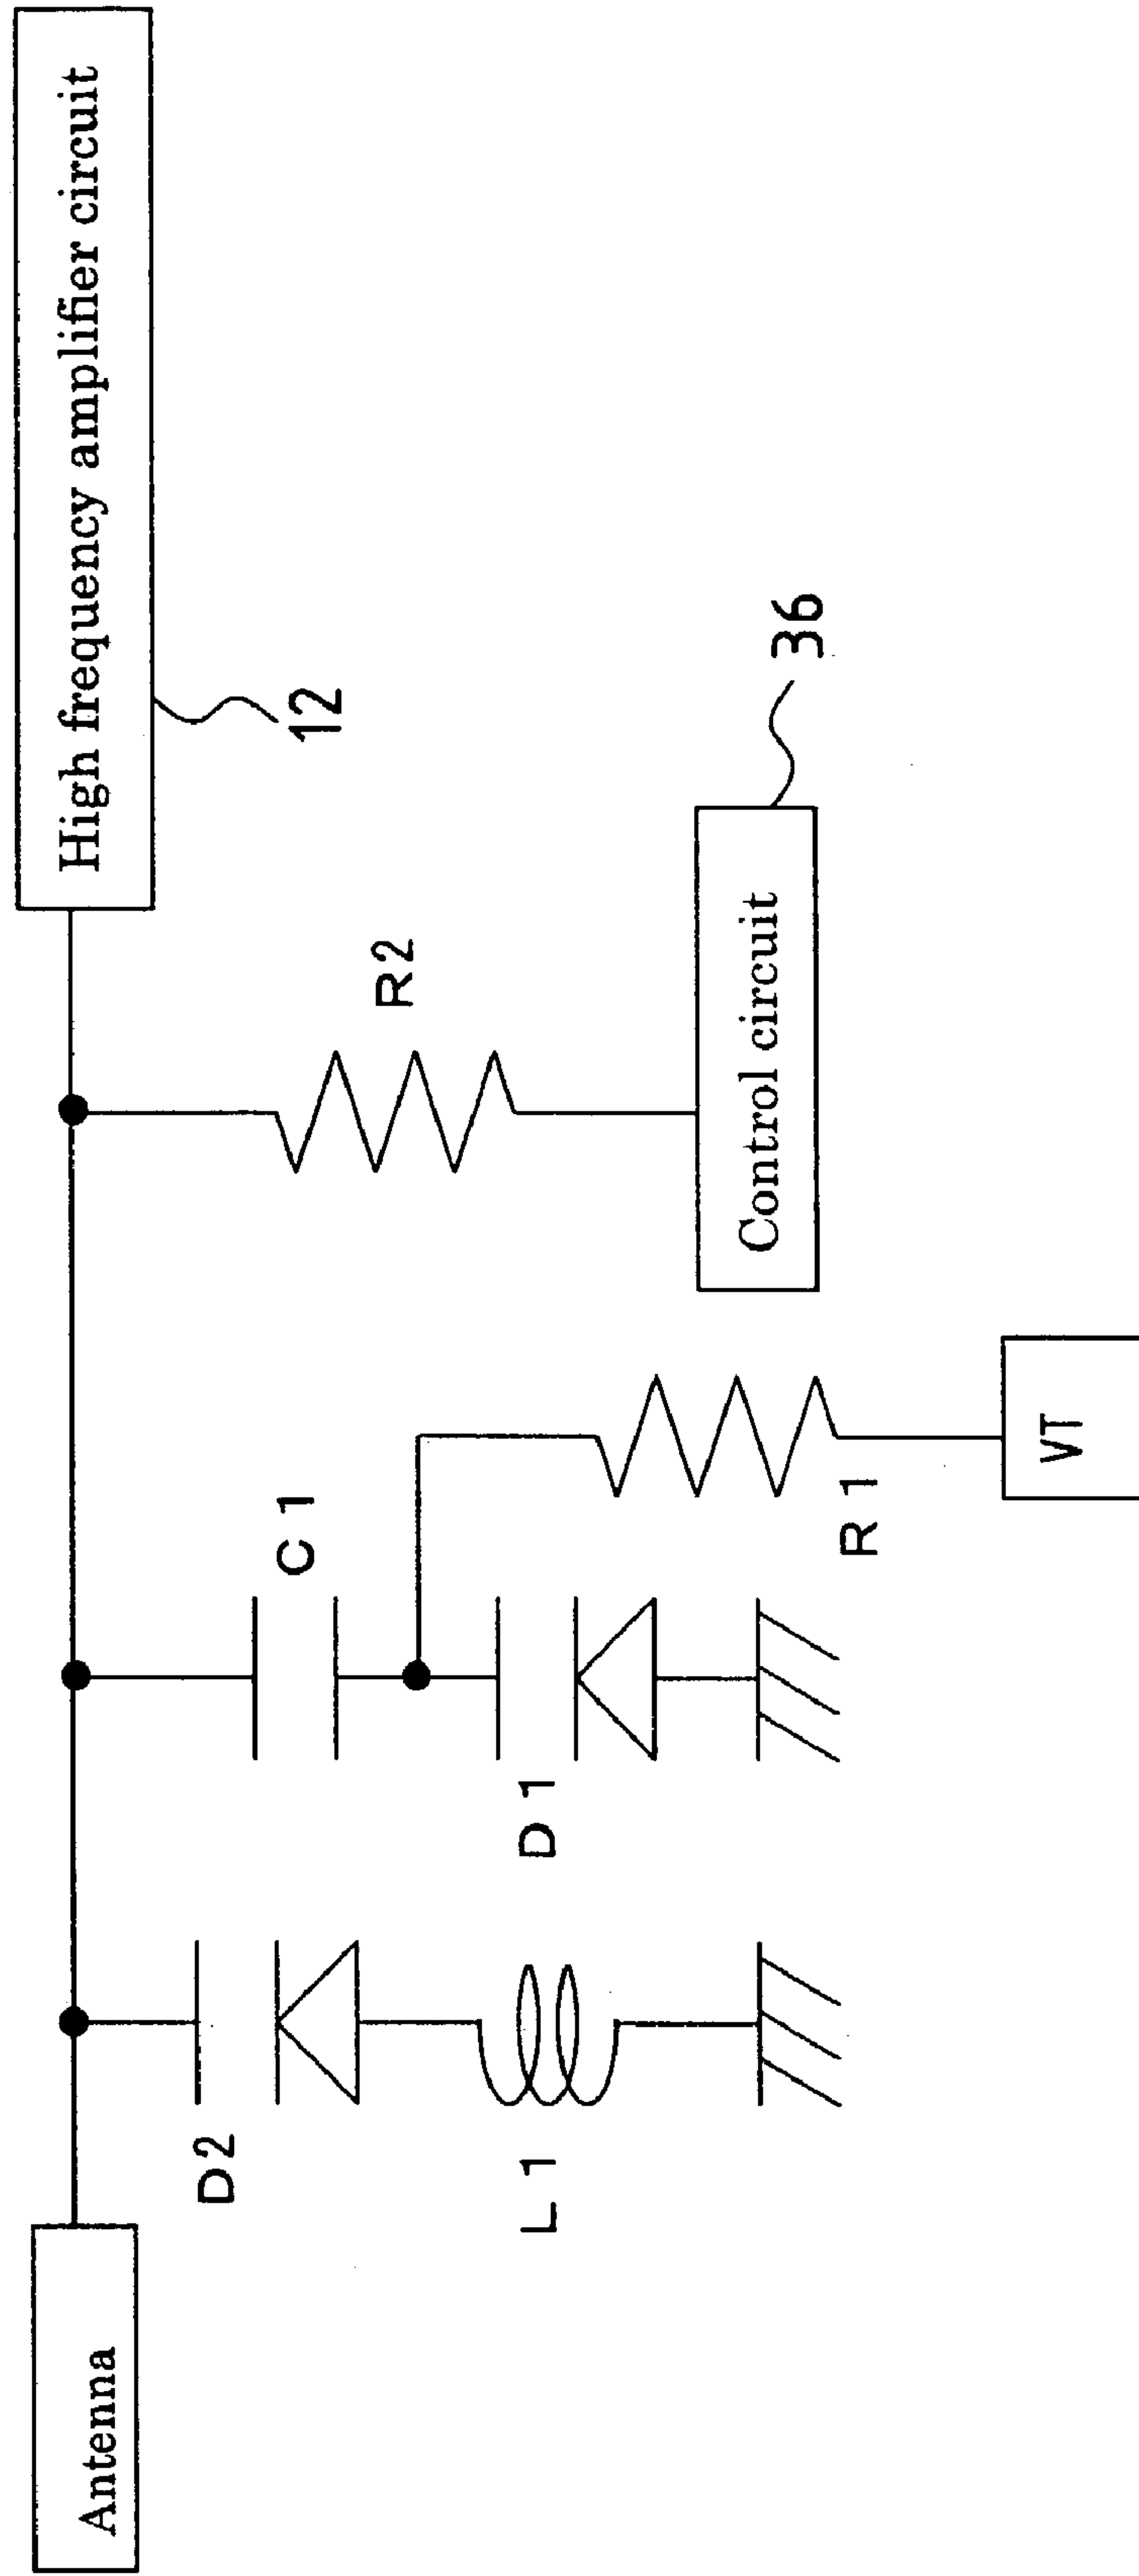 Antenna
High frequency amplifier circuit
12
D2
L1
C1
D1
R1
VT
R2
Control circuit
36